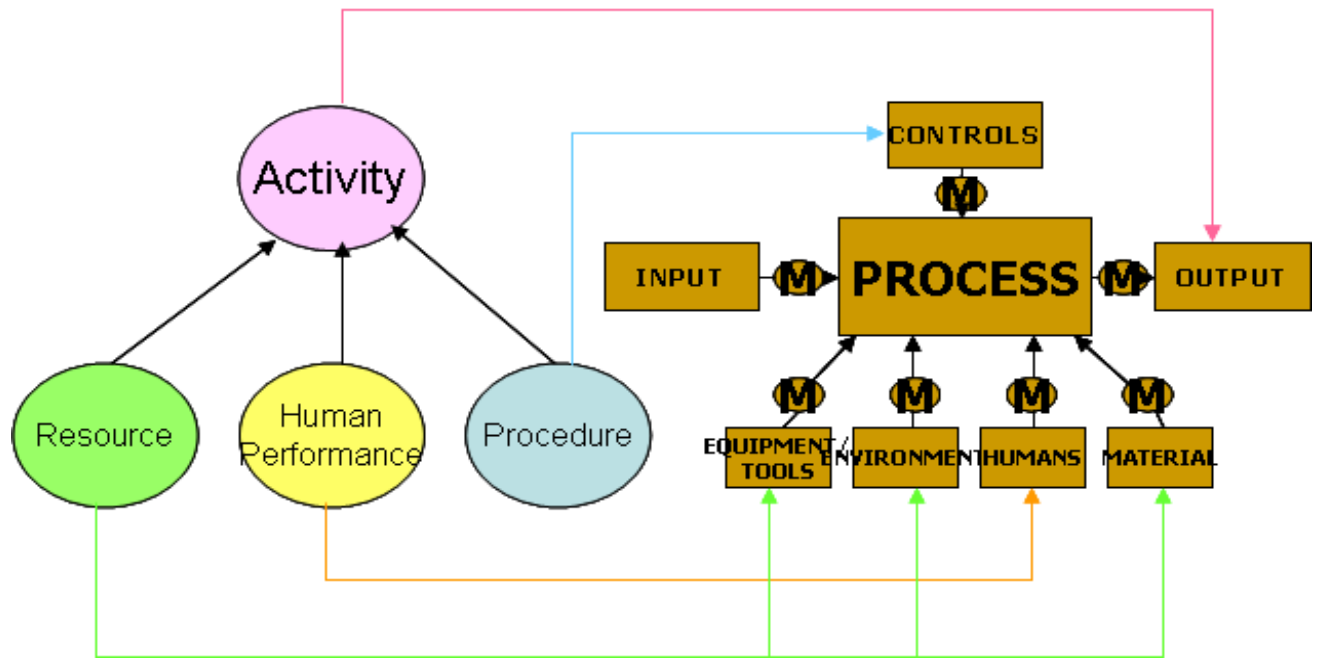 Activity
Resource
Human
Performance
Procedure
CONTROLS
M
INPUT
M
PROCESS
M
OUTPUT
M
M
M
M
EQUIPMENT/
TOOLS
ENVIRONMENT
HUMANS
MATERIAL